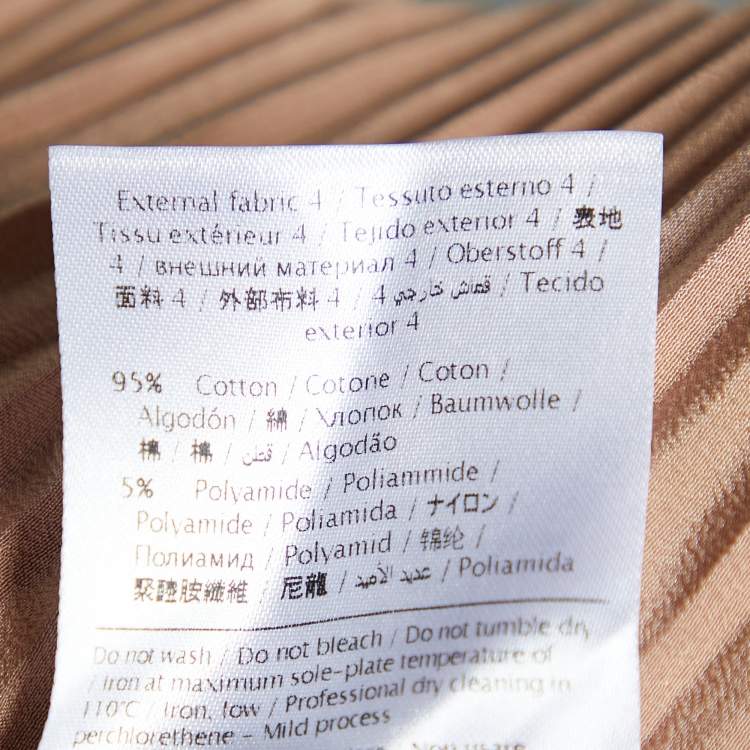 External fabric 4 / Tessuto esterno 4 /
Tissu extérieur 4 / Tejido exterior 4 / 表地
4 / внешний материал 4 / Oberstoff 4 /
面料 4 / 外部布料 4 / قماش خارجي 4 / Tecido
exterior 4
95% Cotton / Cotone / Coton /
Algodón / 綿 / Хлопок / Baumwolle /
棉 / 棉 / قطن / Algodão
5% Polyamide / Poliammide /
Polyamide / Poliamida / ナイロン /
Полиамид / Polyamid / 锦纶 /
聚醯胺纖維 / 尼龍 / عديد الأميد / Poliamida
Do not wash / Do not bleach / Do not tumble dry
/ Iron at maximum sole-plate temperature of
110°C / Iron, low / Professional dry cleaning in
perchlorethene - Mild process
Non usare